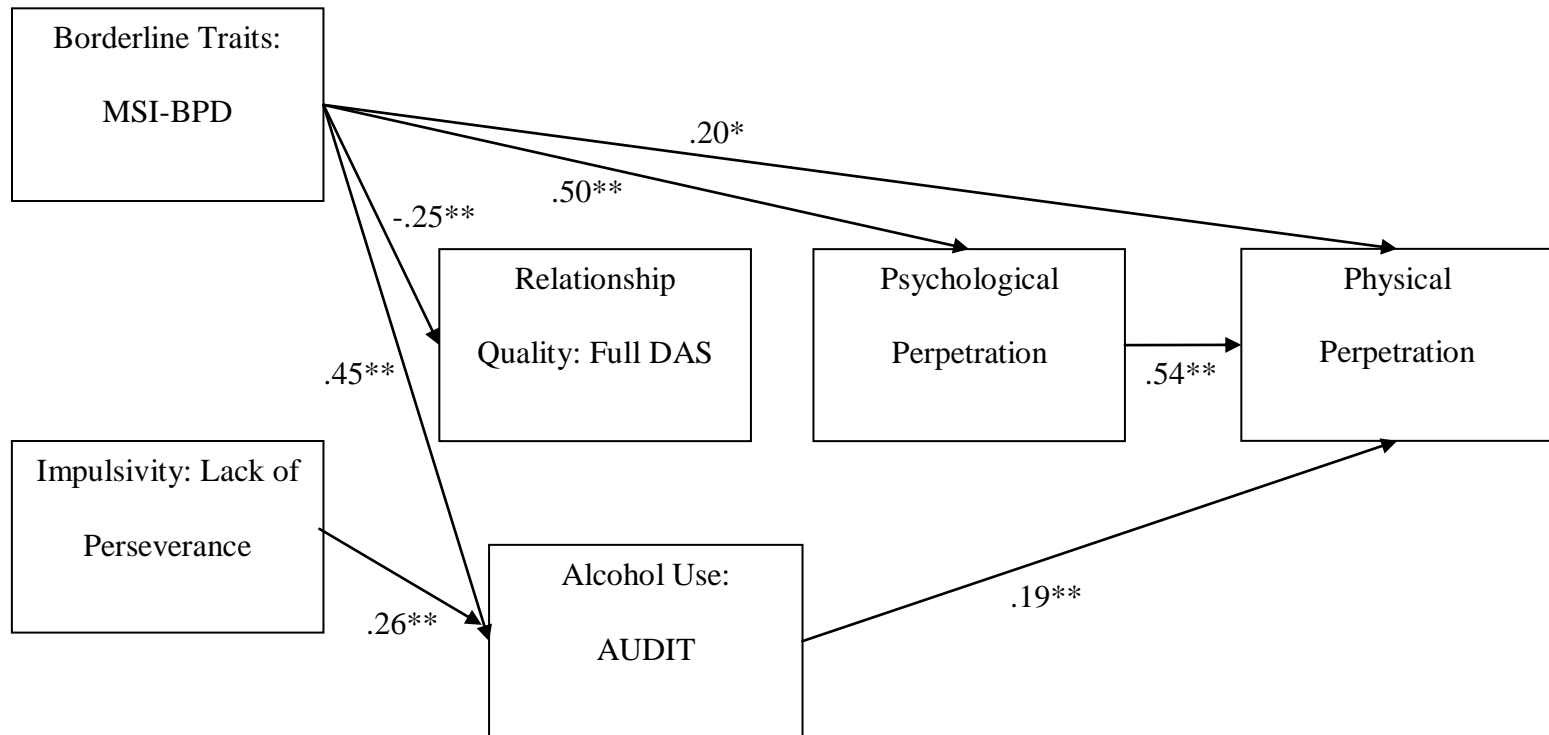 Borderline Traits:
MSI-BPD
.20*
.50**
-.25**
Relationship
Quality: Full DAS
Psychological
Perpetration
Physical
Perpetration
.54**
.45**
Impulsivity: Lack of
Perseverance
.26**
Alcohol Use:
AUDIT
.19**